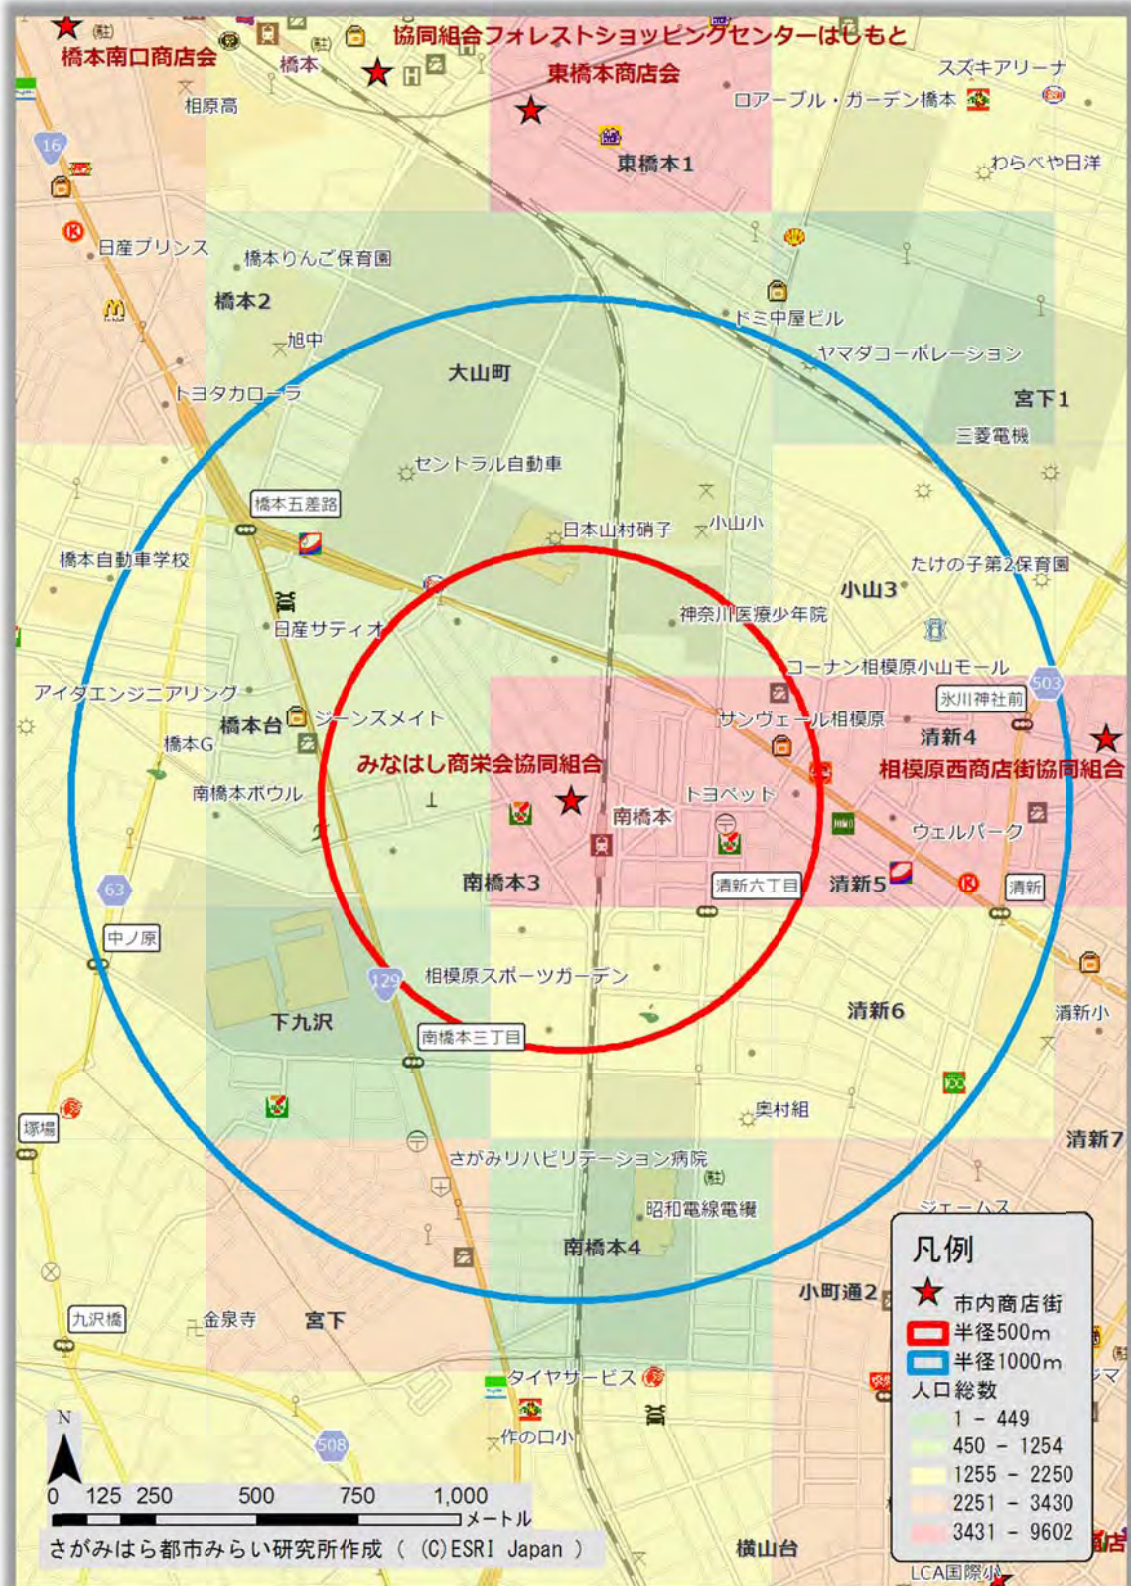 協同組合フォレストショッピングセンターはしもと
橋本南口商店会
(駐)
(駐)
橋本
東橋本商店会
スズキアリーナ
相原高
ロアーブル・ガーデン橋本
16
東橋本1
わらべや日洋
日産プリンス
橋本りんご保育園
橋本2
ドミ中屋ビル
旭中
ヤマダコーポレーション
大山町
トヨタカローラ
宮下1
三菱電機
セントラル自動車
橋本五差路
日本山村硝子
小山小
橋本自動車学校
たけの子第2保育園
小山3
日産サティオ
神奈川医療少年院
コーナン相模原小山モール
アイダエンジニアリング
503
氷川神社前
橋本台
ジーンズメイト
サンヴェール相模原
清新4
橋本G
みなはし商栄会協同組合
相模原西商店街協同組合
南橋本ボウル
トヨペット
南橋本
ウェルパーク
南橋本3
清新六丁目
清新5
清新
63
中ノ原
129
相模原スポーツガーデン
下九沢
清新6
清新小
南橋本三丁目
塚場
奥村組
清新7
さがみリハビリテーション病院
(駐)
昭和電線電纜
ジェームス
南橋本4
小町通2
九沢橋
金泉寺
宮下
タイヤサービス
508
作の口小
凡例
市内商店街
半径500m
半径1000m
人口総数
1 - 449
450 - 1254
1255 - 2250
2251 - 3430
3431 - 9602
N
0 125 250 500 750 1,000
メートル
さがみはら都市みらい研究所作成（ (C)ESRI Japan ）
横山台
LCA国際小